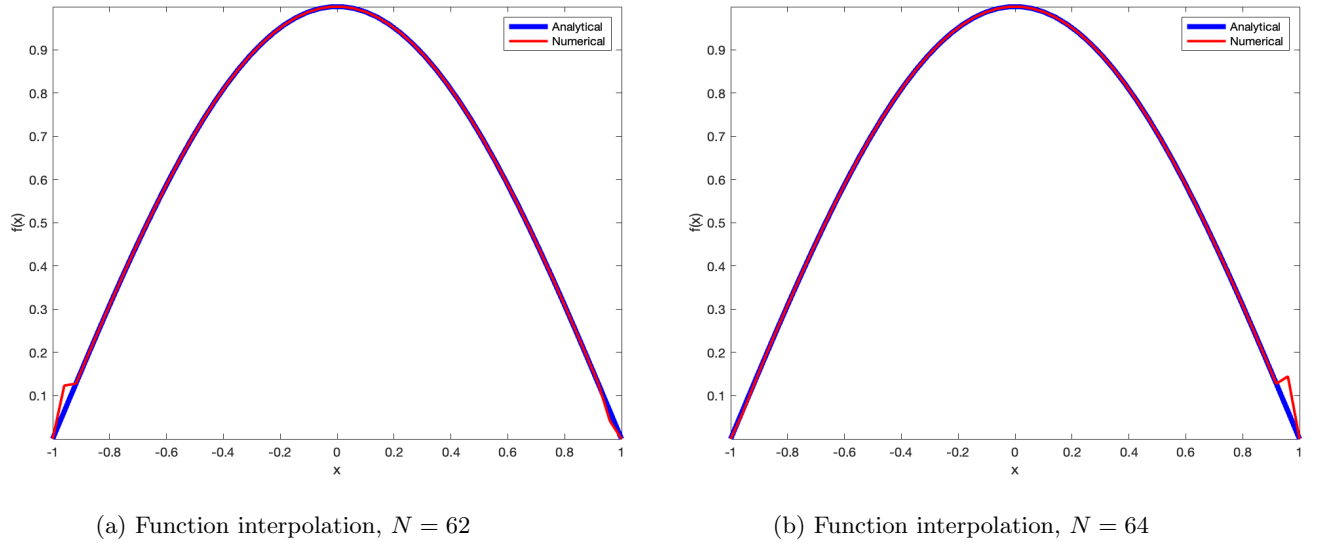 Analytical
Numerical
0.9
0.8
0.7
0.6
0.5
0.4
0.3
0.2
0.1
f(x)
-1 -0.8 -0.6 -0.4 -0.2 0 0.2 0.4 0.6 0.8 1
x
(a) Function interpolation, N = 62
Analytical
Numerical
0.9
0.8
0.7
0.6
0.5
0.4
0.3
0.2
0.1
f(x)
-1 -0.8 -0.6 -0.4 -0.2 0 0.2 0.4 0.6 0.8 1
x
(b) Function interpolation, N = 64